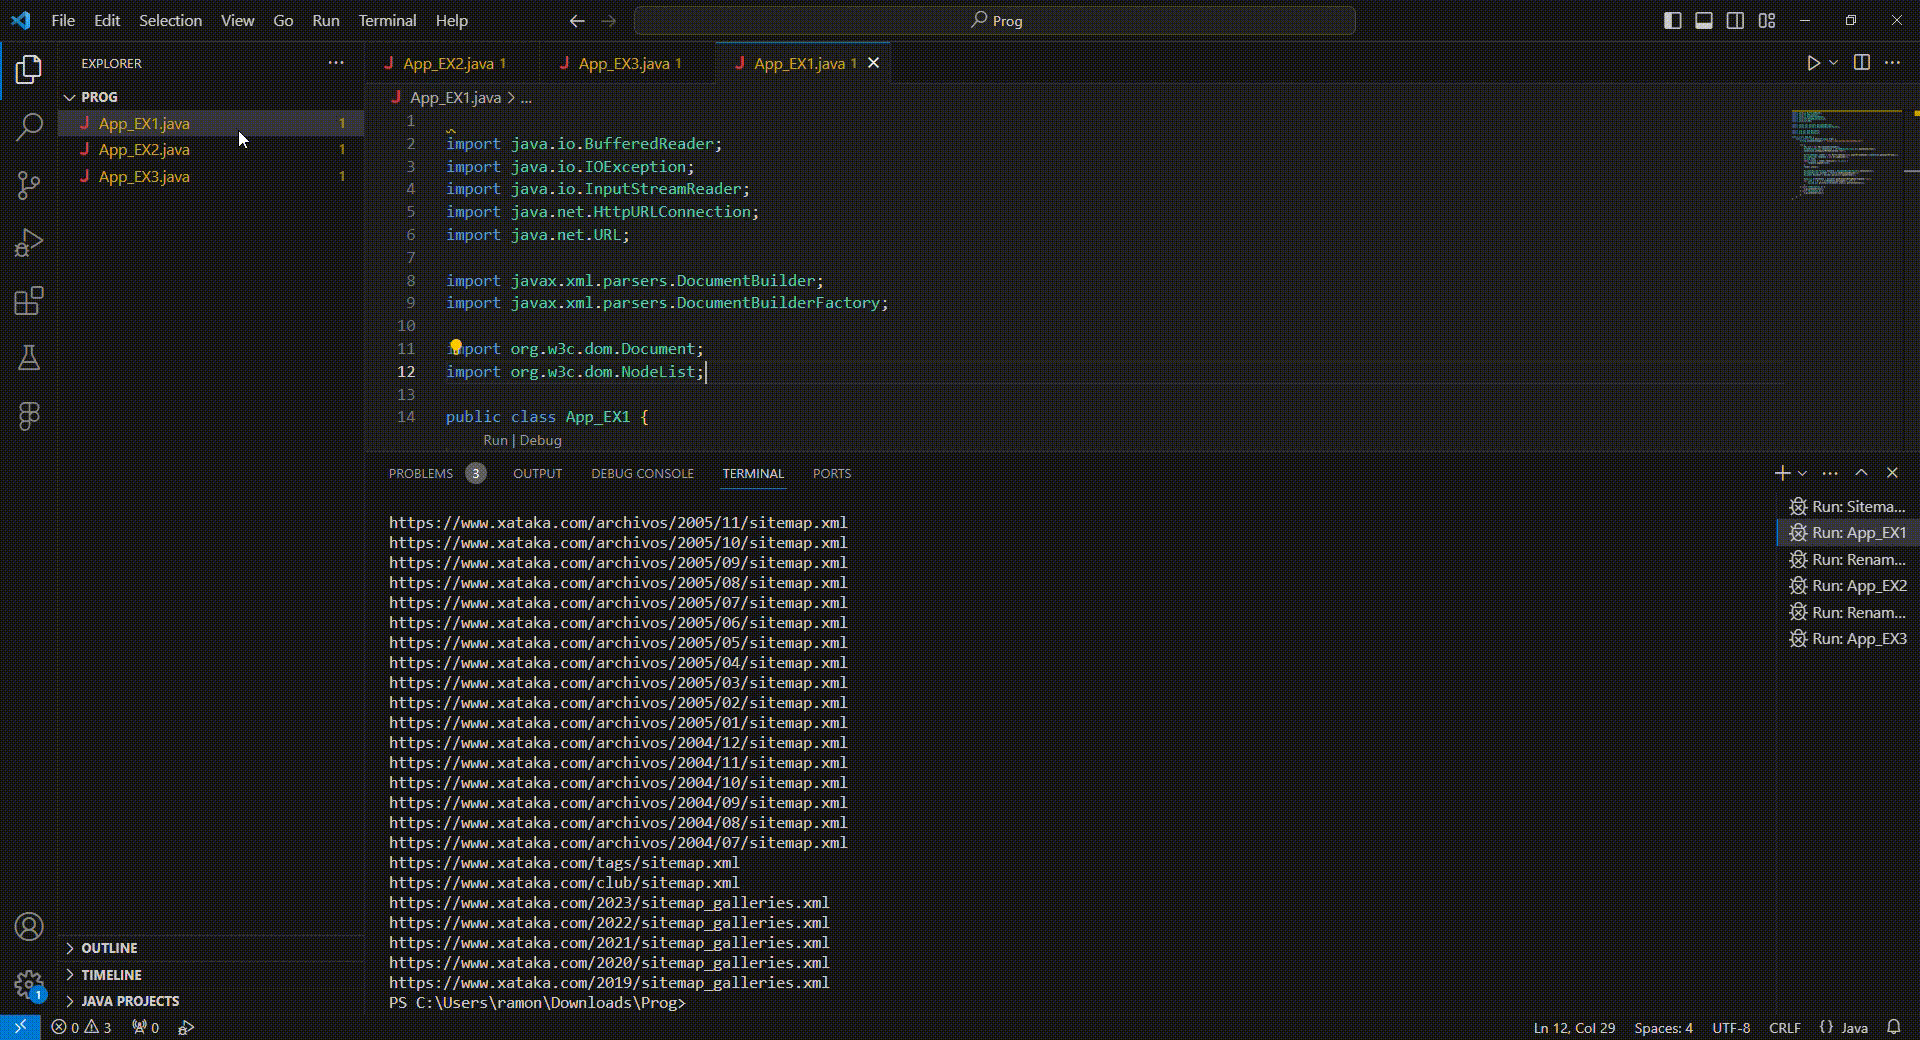 File Edit Selection View Go Run Terminal Help
Prog
EXPLORER
PROG
App_EX1.java 1
App_EX2.java 1
App_EX3.java 1
OUTLINE
TIMELINE
JAVA PROJECTS
App_EX2.java 1 App_EX3.java 1 App_EX1.java 1
App_EX1.java > ...
1
2 import java.io.BufferedReader;
3 import java.io.IOException;
4 import java.io.InputStreamReader;
5 import java.net.HttpURLConnection;
6 import java.net.URL;
7
8 import javax.xml.parsers.DocumentBuilder;
9 import javax.xml.parsers.DocumentBuilderFactory;
10
11 import org.w3c.dom.Document;
12 import org.w3c.dom.NodeList;
13
14 public class App_EX1 {
Run | Debug
PROBLEMS 3 OUTPUT DEBUG CONSOLE TERMINAL PORTS
https://www.xataka.com/archivos/2005/11/sitemap.xml
https://www.xataka.com/archivos/2005/10/sitemap.xml
https://www.xataka.com/archivos/2005/09/sitemap.xml
https://www.xataka.com/archivos/2005/08/sitemap.xml
https://www.xataka.com/archivos/2005/07/sitemap.xml
https://www.xataka.com/archivos/2005/06/sitemap.xml
https://www.xataka.com/archivos/2005/05/sitemap.xml
https://www.xataka.com/archivos/2005/04/sitemap.xml
https://www.xataka.com/archivos/2005/03/sitemap.xml
https://www.xataka.com/archivos/2005/02/sitemap.xml
https://www.xataka.com/archivos/2005/01/sitemap.xml
https://www.xataka.com/archivos/2004/12/sitemap.xml
https://www.xataka.com/archivos/2004/11/sitemap.xml
https://www.xataka.com/archivos/2004/10/sitemap.xml
https://www.xataka.com/archivos/2004/09/sitemap.xml
https://www.xataka.com/archivos/2004/08/sitemap.xml
https://www.xataka.com/archivos/2004/07/sitemap.xml
https://www.xataka.com/tags/sitemap.xml
https://www.xataka.com/club/sitemap.xml
https://www.xataka.com/2023/sitemap_galleries.xml
https://www.xataka.com/2022/sitemap_galleries.xml
https://www.xataka.com/2021/sitemap_galleries.xml
https://www.xataka.com/2020/sitemap_galleries.xml
https://www.xataka.com/2019/sitemap_galleries.xml
PS C:\Users\ramon\Downloads\Prog>
Run: Sitema...
Run: App_EX1
Run: Renam...
Run: App_EX2
Run: Renam...
Run: App_EX3
1
0 3 0
Ln 12, Col 29 Spaces: 4 UTF-8 CRLF {} Java